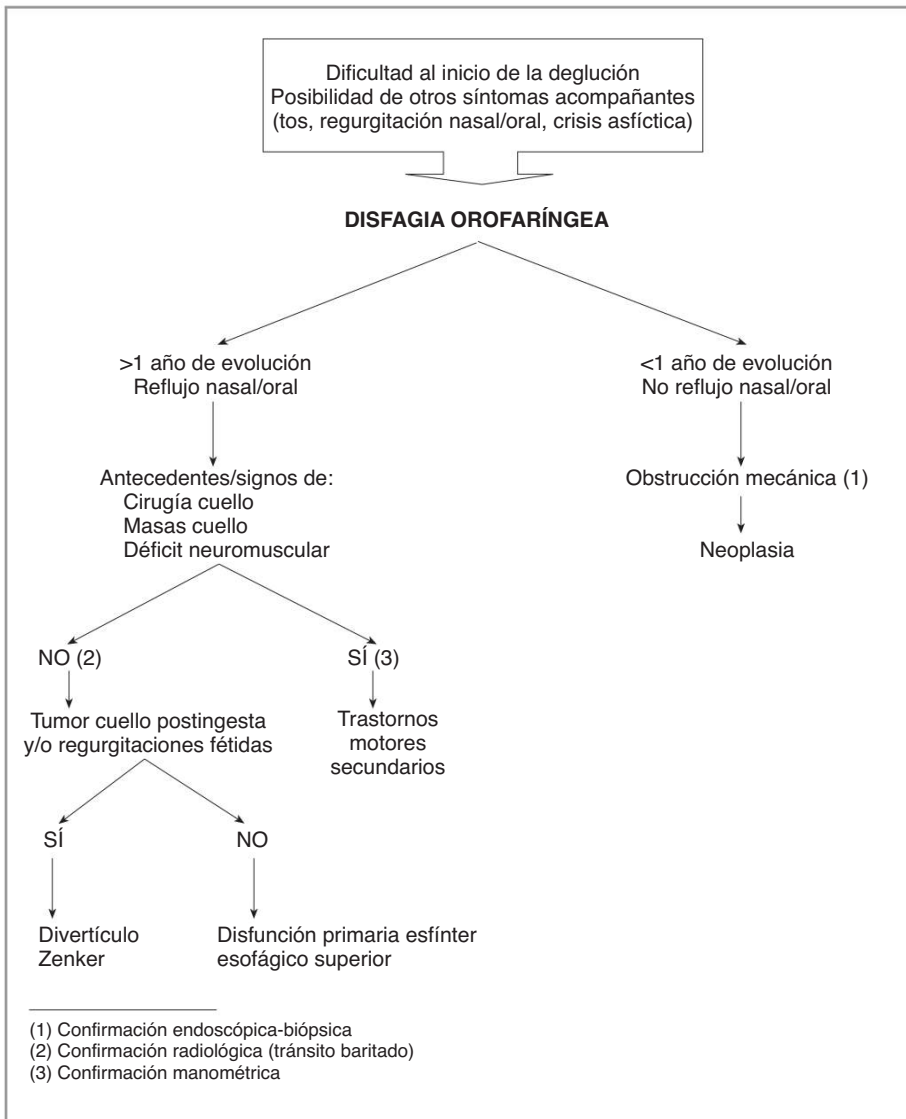 Dificultad al inicio de la deglución
Posibilidad de otros síntomas acompañantes
(tos, regurgitación nasal/oral, crisis asfíctica)
DISFAGIA OROFARÍNGEA
>1 año de evolución
Reflujo nasal/oral
<1 año de evolución
No reflujo nasal/oral
Antecedentes/signos de:
Cirugía cuello
Masas cuello
Déficit neuromuscular
Obstrucción mecánica (1)
Neoplasia
NO (2)
SÍ (3)
Tumor cuello postingesta
y/o regurgitaciones fétidas
Trastornos
motores
secundarios
SÍ
NO
Divertículo
Zenker
Disfunción primaria esfínter
esofágico superior
(1) Confirmación endoscópica-biópsica
(2) Confirmación radiológica (tránsito baritado)
(3) Confirmación manométrica